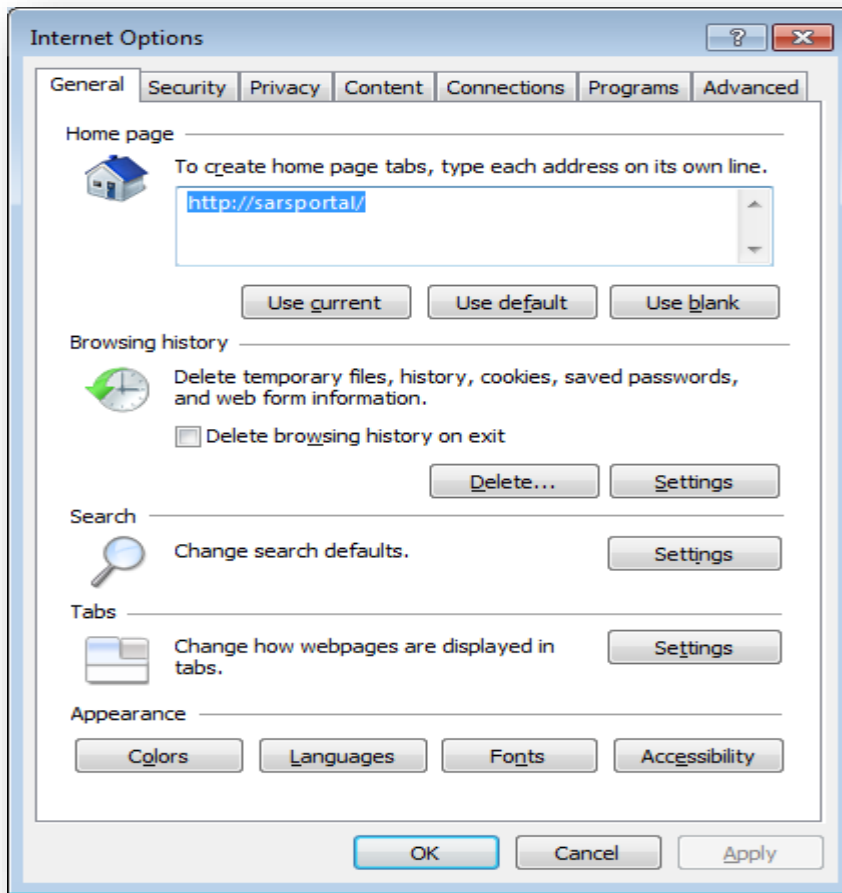 Internet Options
General Security Privacy Content Connections Programs Advanced
Home page
To create home page tabs, type each address on its own line.
http://sarsportal/
Use current Use default Use blank
Browsing history
Delete temporary files, history, cookies, saved passwords,
and web form information.
Delete browsing history on exit
Delete... Settings
Search
Change search defaults. Settings
Tabs
Change how webpages are displayed in Settings
tabs.
Appearance
Colors Languages Fonts Accessibility
OK Cancel Apply